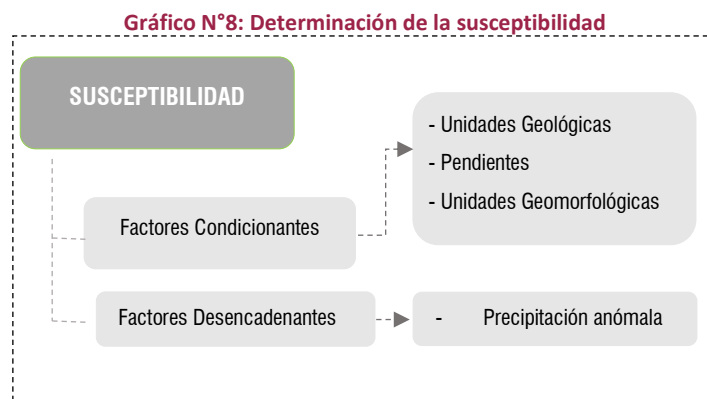 Gráfico N°8: Determinación de la susceptibilidad
SUSCEPTIBILIDAD
- Unidades Geológicas
- Pendientes
- Unidades Geomorfológicas
Factores Condicionantes
Factores Desencadenantes
- Precipitación anómala